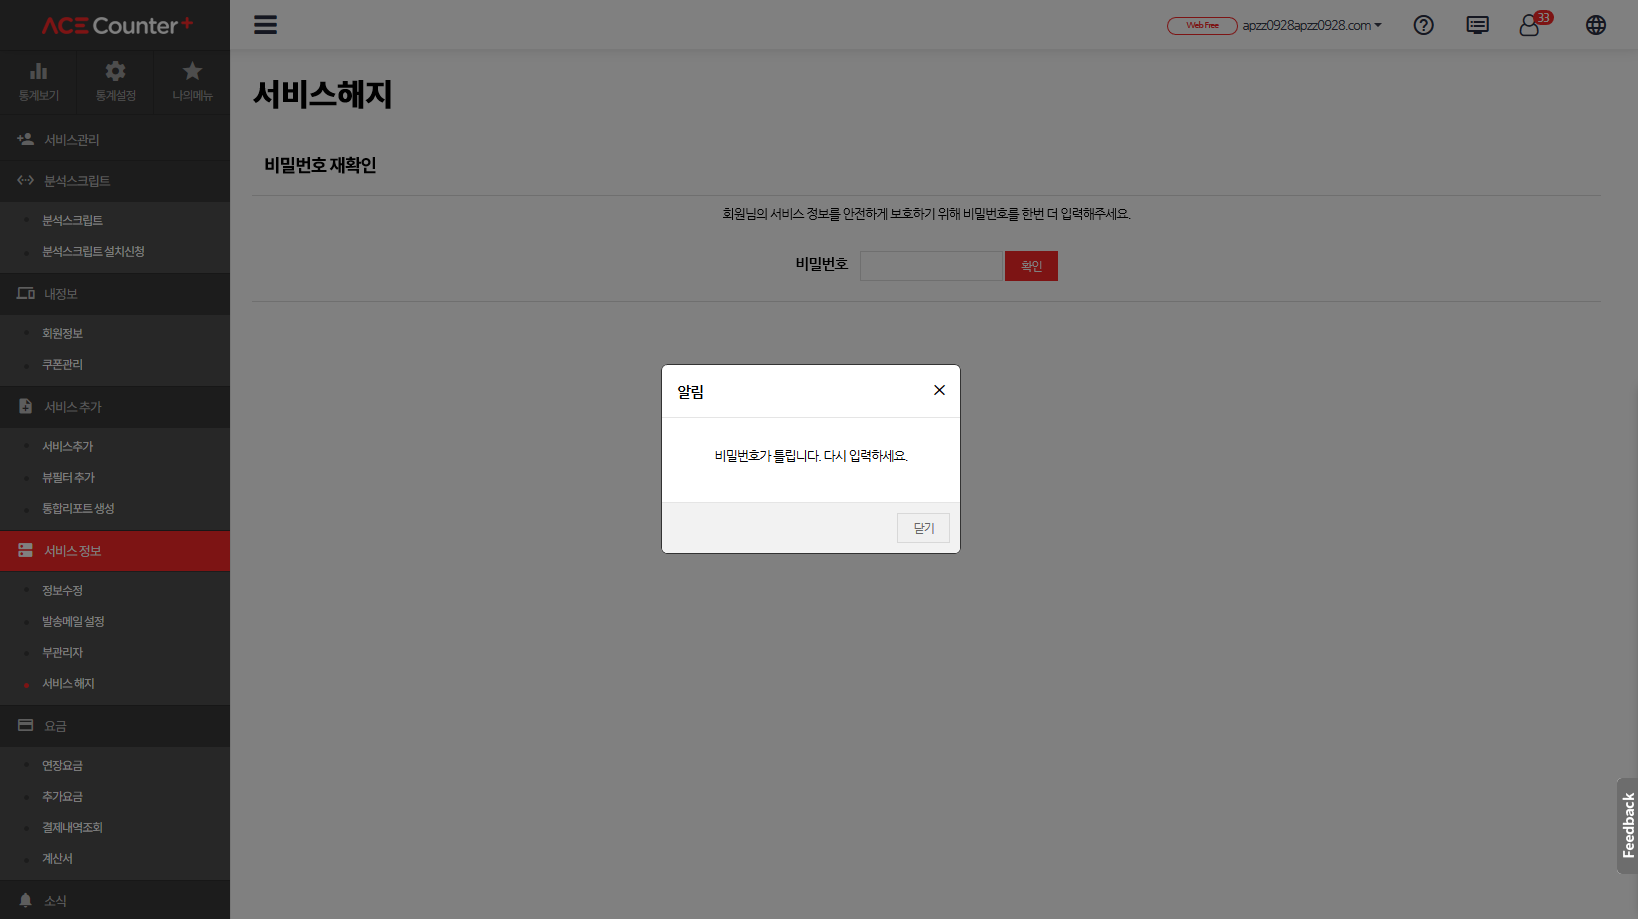 ACE Counter+
통계보기
통계설정
나의메뉴
서비스관리
분석스크립트
분석스크립트
분석스크립트 설치신청
내정보
회원정보
쿠폰관리
서비스 추가
서비스추가
뷰필터 추가
통합리포트 생성
서비스 정보
정보수정
발송메일 설정
부관리자
서비스 해지
요금
연장요금
추가요금
결제내역조회
계산서
소식
Web Free apzz0928apzz0928.com
33
서비스해지
비밀번호 재확인
회원님의 서비스 정보를 안전하게 보호하기 위해 비밀번호를 한번 더 입력해주세요.
비밀번호 확인
알림
비밀번호가 틀립니다. 다시 입력하세요.
닫기
Feedback